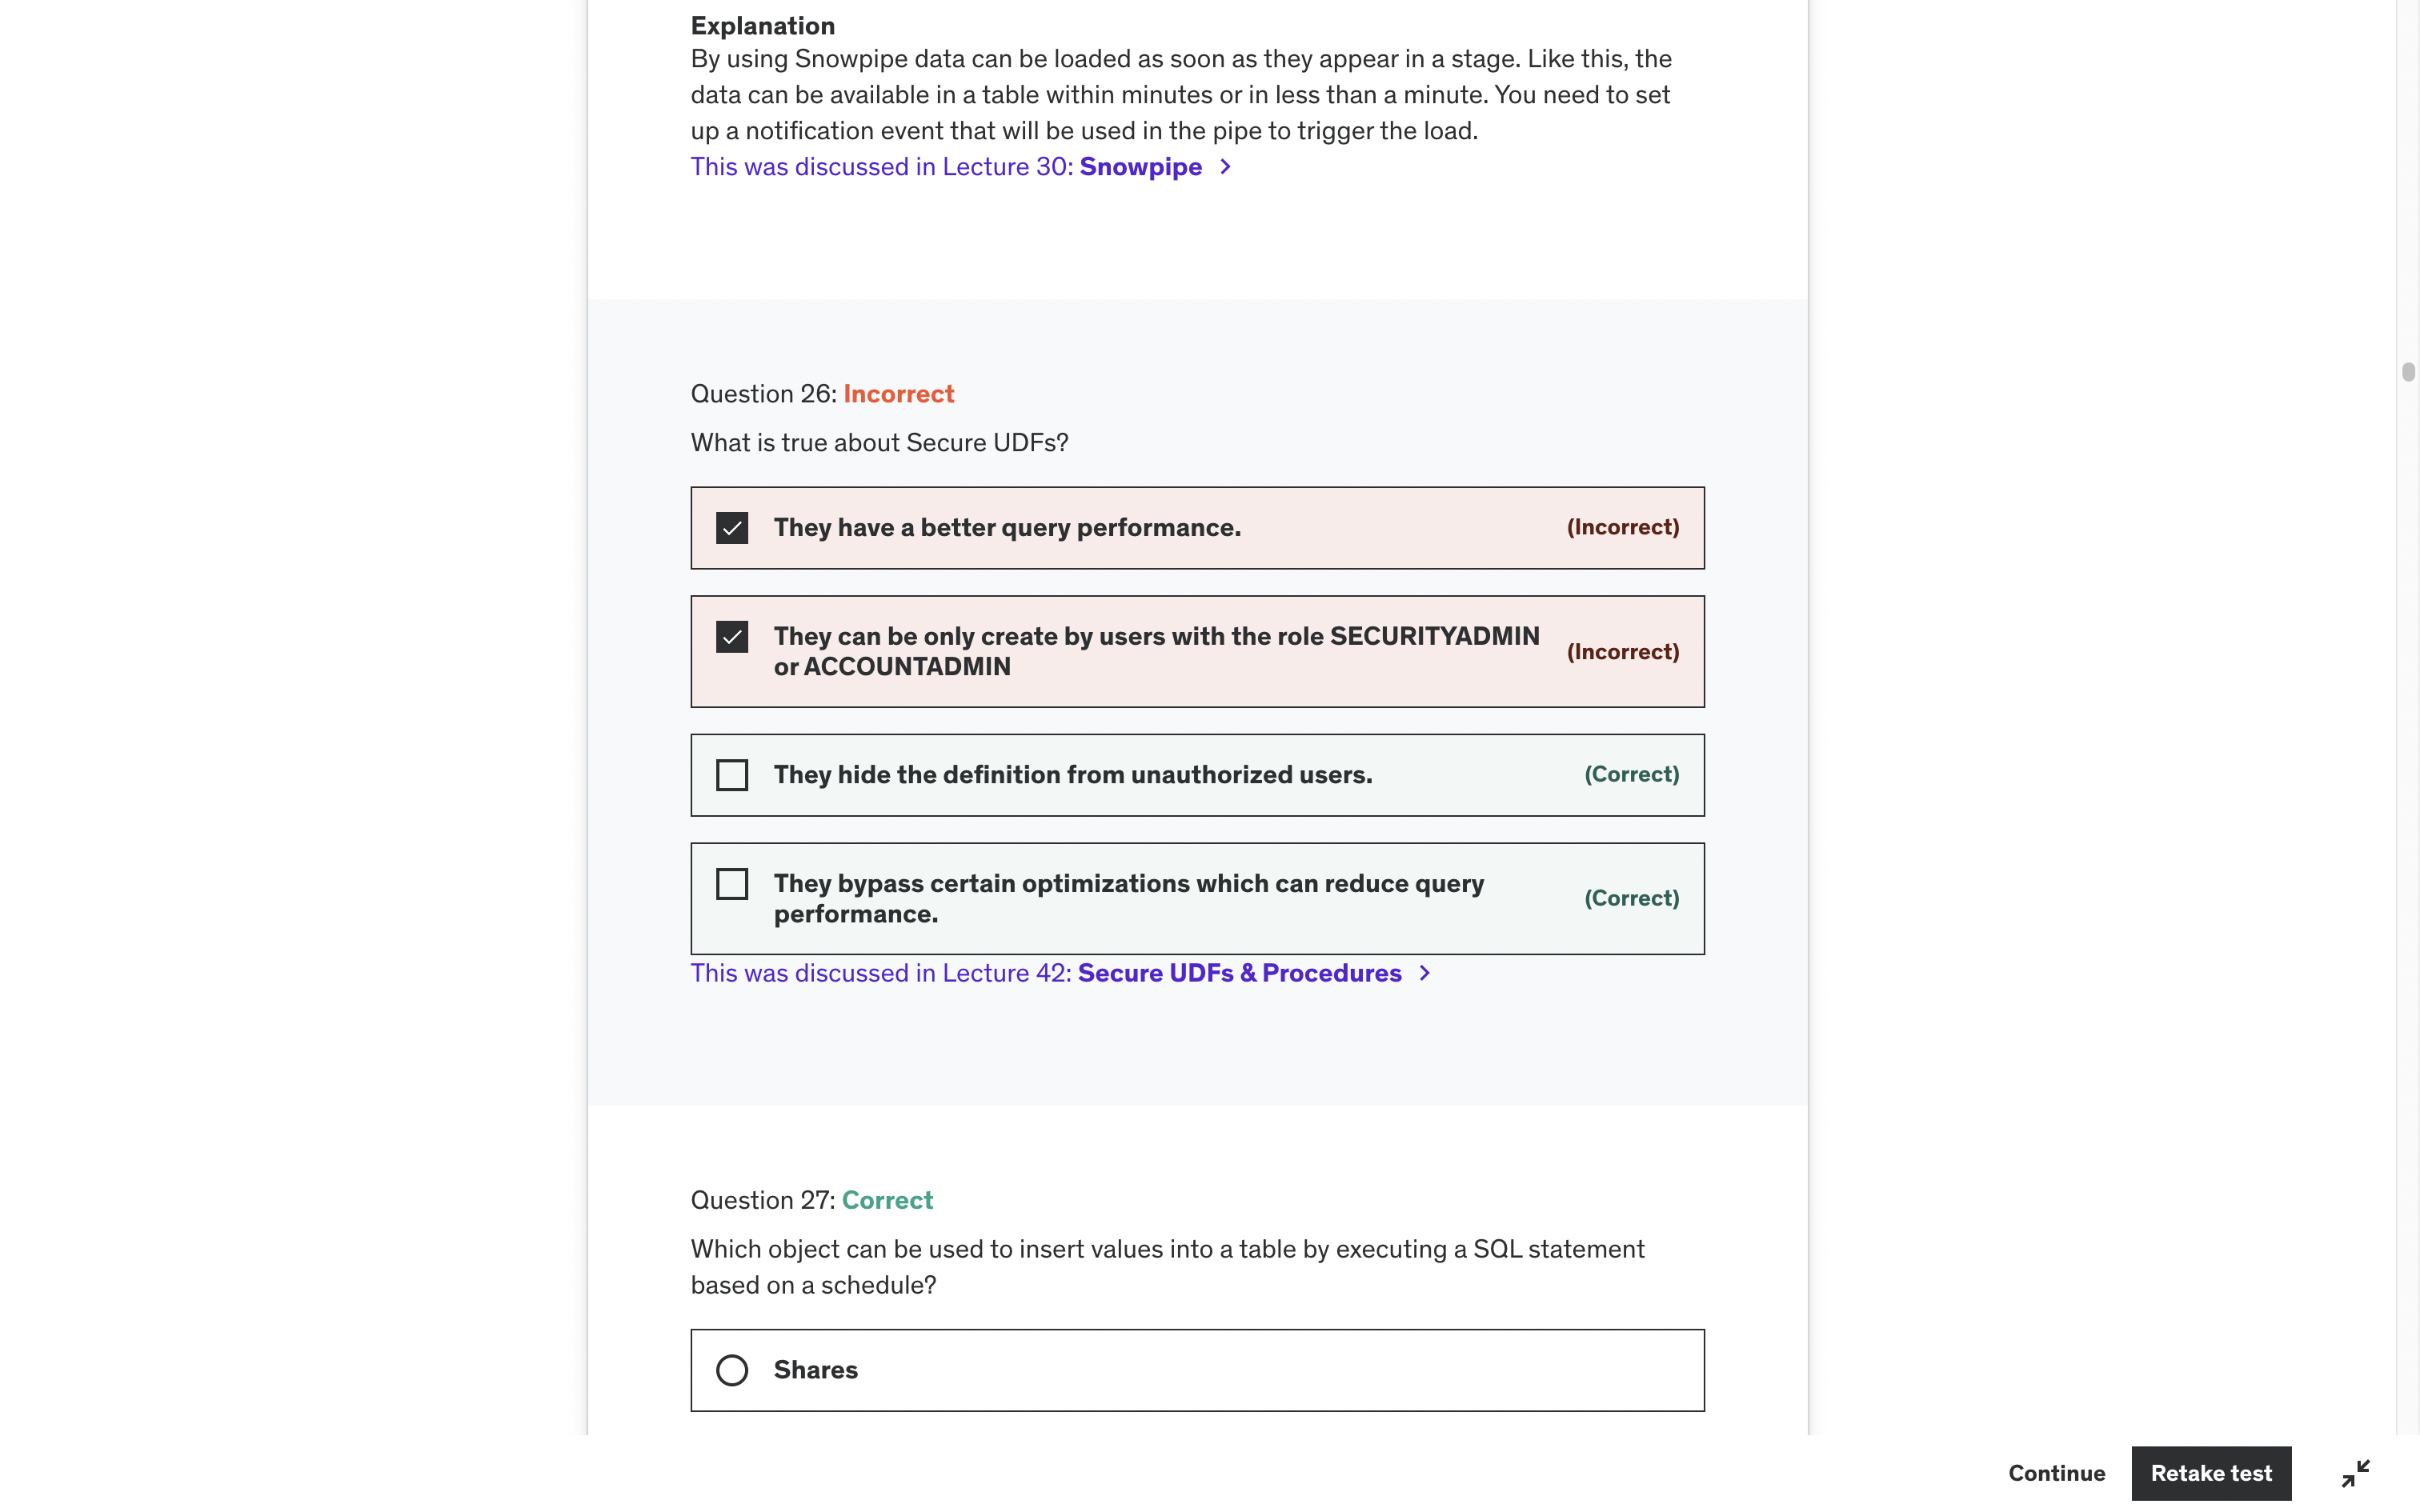 Explanation
By using Snowpipe data can be loaded as soon as they appear in a stage. Like this, the
data can be available in a table within minutes or in less than a minute. You need to set
up a notification event that will be used in the pipe to trigger the load.
This was discussed in Lecture 30: Snowpipe
Question 26: Incorrect
What is true about Secure UDFs?
They have a better query performance. (Incorrect)
They can be only create by users with the role SECURITYADMIN
or ACCOUNTADMIN
(Incorrect)
They hide the definition from unauthorized users. (Correct)
They bypass certain optimizations which can reduce query
performance.
(Correct)
This was discussed in Lecture 42: Secure UDFs & Procedures
Question 27: Correct
Which object can be used to insert values into a table by executing a SQL statement
based on a schedule?
Shares
Continue
Retake test